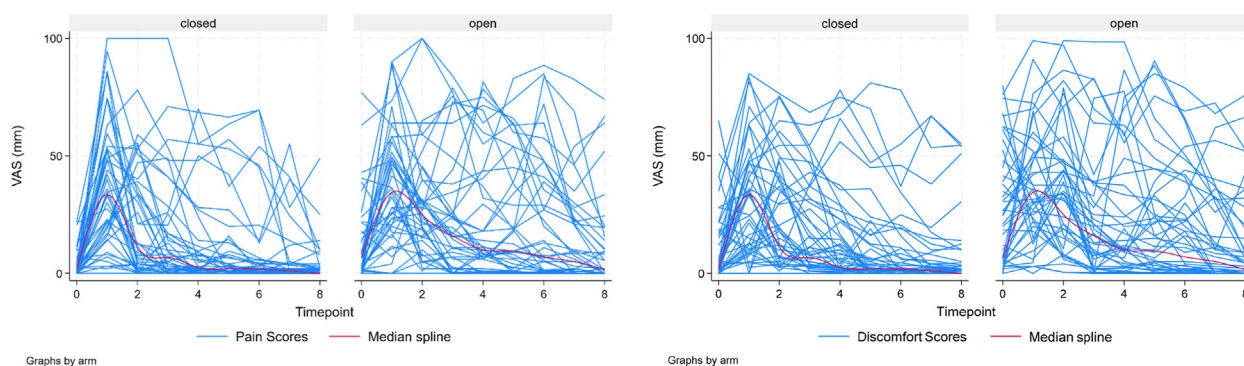 closed open
100
50
0
VAS (mm)
0 2 4 6 8 0 2 4 6 8
Timepoint
Pain Scores Median spline
Graphs by arm
closed open
100
50
0
VAS (mm)
0 2 4 6 8 0 2 4 6 8
Timepoint
Discomfort Scores Median spline
Graphs by arm